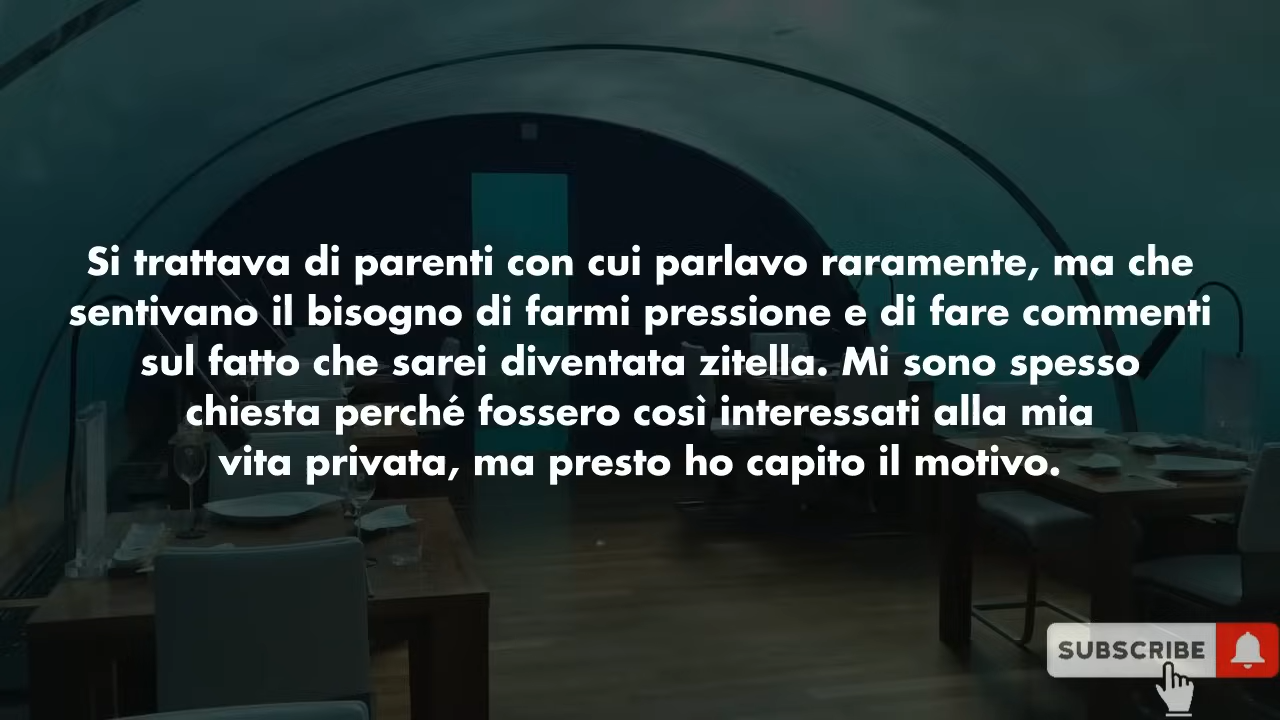 Si trattava di parenti con cui parlavo raramente, ma che
sentivano il bisogno di farmi pressione e di fare commenti
sul fatto che sarei diventata zitella. Mi sono spesso
chiesta perché fossero così interessati alla mia
vita privata, ma presto ho capito il motivo.
SUBSCRIBE